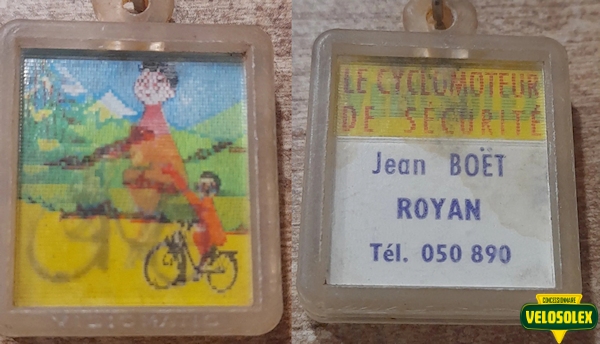 LE CYCLOMOTEUR
DE SÉCURITÉ
Jean BOËT
ROYAN
Tél. 050 890
CONCESSIONNAIRE
VELOSOLEX